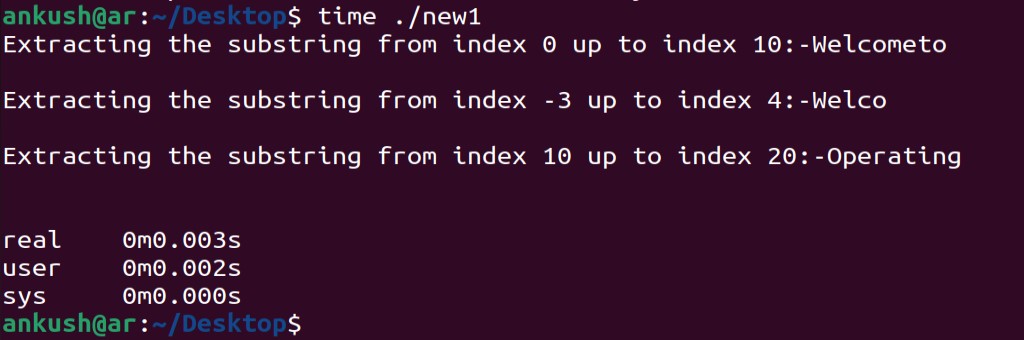 ankush@ar:~/Desktop$ time ./new1
Extracting the substring from index 0 up to index 10:-Welcometo
Extracting the substring from index -3 up to index 4:-Welco
Extracting the substring from index 10 up to index 20:-Operating
real    0m0.003s
user    0m0.002s
sys     0m0.000s
ankush@ar:~/Desktop$